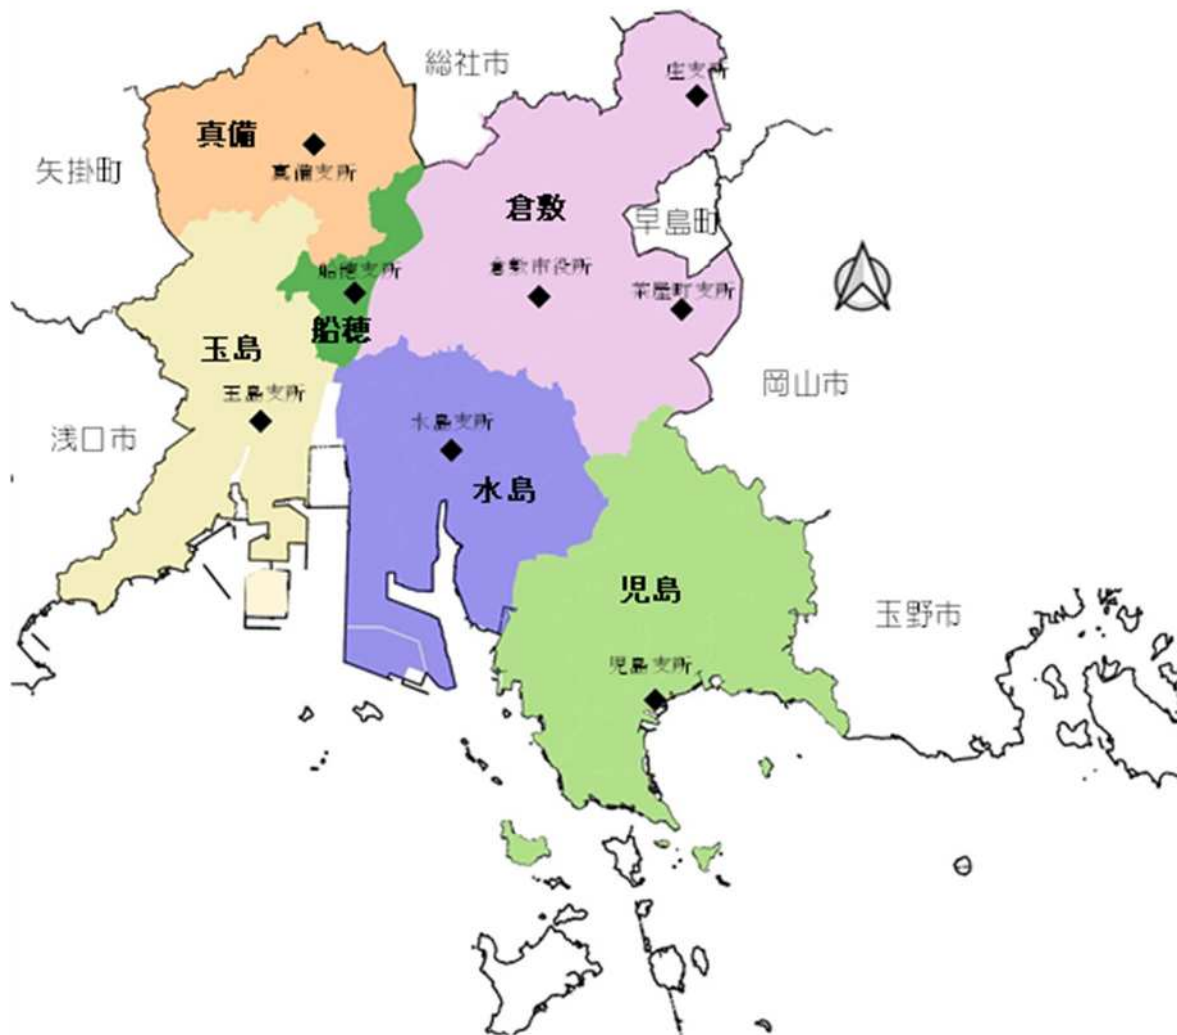 総社市
庄支所
真備
矢掛町
真備支所
倉敷
早島町
船穂支所
倉敷市役所
茶屋町支所
船穂
玉島
岡山市
玉島支所
水島支所
浅口市
水島
児島
玉野市
児島支所